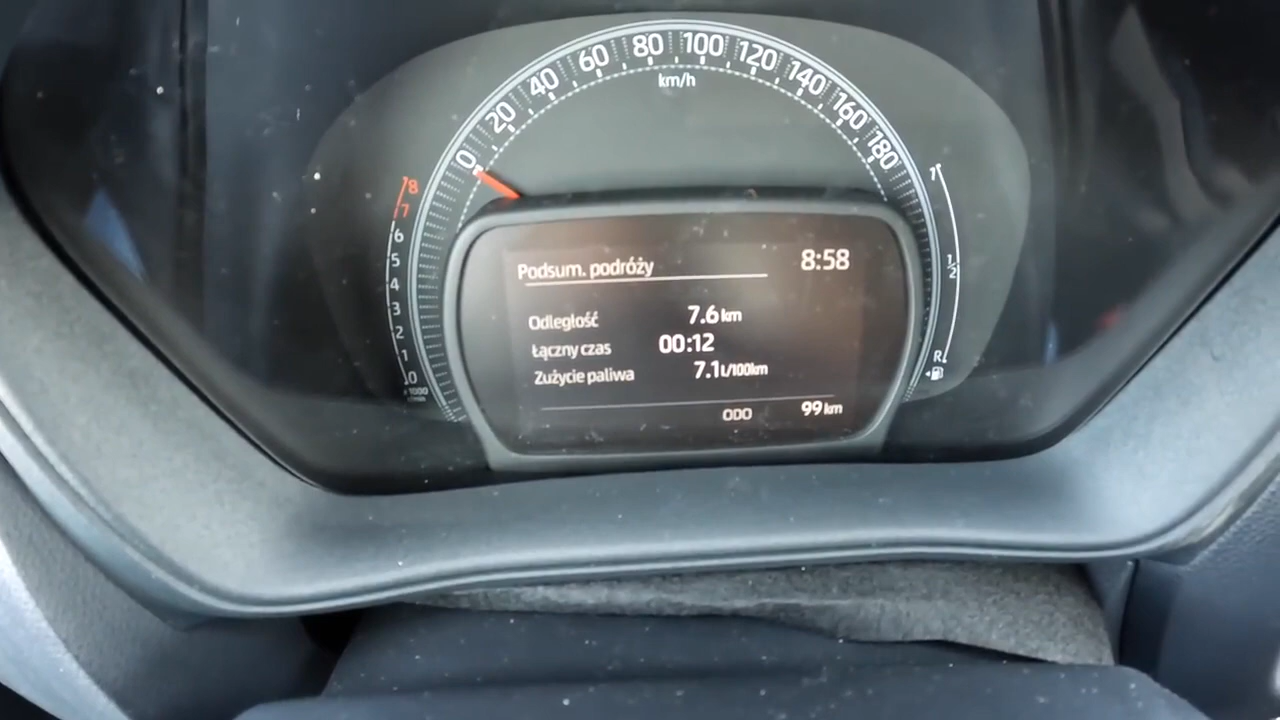 0 20 40 60 80 100 120 140 160 180
km/h
8
7
6
5
4
3
2
1
0
x1000
r/min
Podsum. podróży 8:58
Odległość 7.6 km
Łączny czas 00:12
Zużycie paliwa 7.1 l/100km
ODO 99 km
1
1/2
R